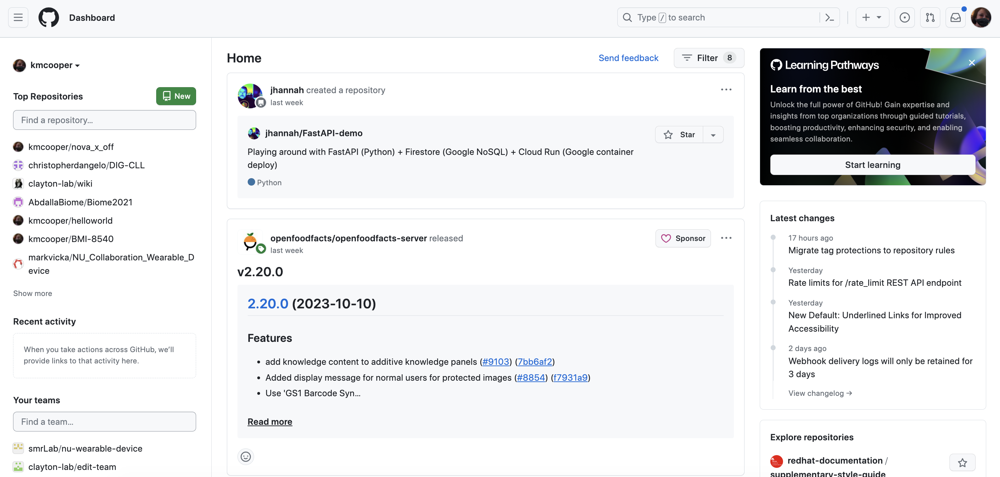 Dashboard
Type / to search
kmcooper
Top Repositories
New
Find a repository...
kmcooper/nova_x_off
christopherdangelo/DIG-CLL
clayton-lab/wiki
AbdallaBiome/Biome2021
kmcooper/helloworld
kmcooper/BMI-8540
markvicka/NU_Collaboration_Wearable_D
evice
Show more
Recent activity
When you take actions across GitHub, we’ll
provide links to that activity here.
Your teams
Find a team...
smrLab/nu-wearable-device
clayton-lab/edit-team
Home
Send feedback
Filter 8
jhannah created a repository
last week
jhannah/FastAPI-demo
Star
Playing around with FastAPI (Python) + Firestore (Google NoSQL) + Cloud Run (Google container
deploy)
Python
openfoodfacts/openfoodfacts-server released
last week
Sponsor
v2.20.0
2.20.0 (2023-10-10)
Features
• add knowledge content to additive knowledge panels (#9103) (7bb6af2)
• Added display message for normal users for protected images (#8854) (f7931a9)
• Use 'GS1 Barcode Syn...
Read more
Learning Pathways
Learn from the best
Unlock the full power of GitHub! Gain expertise and
insights from top organizations through guided tutorials,
boosting productivity, enhancing security, and enabling
seamless collaboration.
Start learning
Latest changes
17 hours ago
Migrate tag protections to repository rules
Yesterday
Rate limits for /rate_limit REST API endpoint
Yesterday
New Default: Underlined Links for Improved
Accessibility
2 days ago
Webhook delivery logs will only be retained for
3 days
View changelog →
Explore repositories
redhat-documentation /
supplementary-style-guide